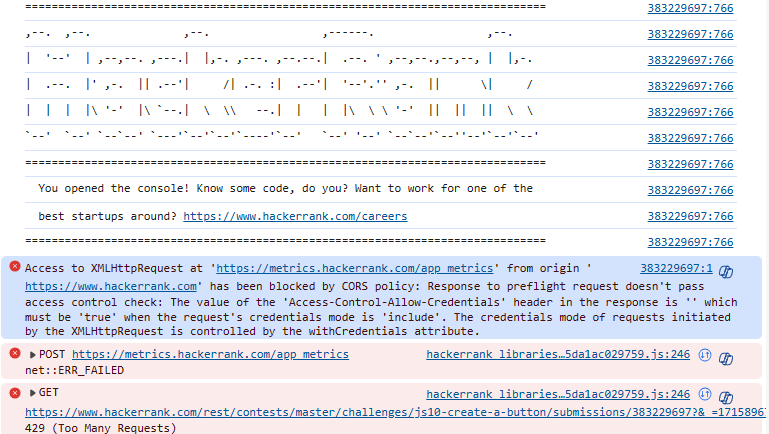 ============================================================================== 383229697:766
,--.  ,--.              ,--.                 ,------.                 ,--. 383229697:766
|  '--'  | ,--,--. ,---.|  |,-. ,---. ,--.--.|  .--. ' ,--,--.,--,--, |  |,-. 383229697:766
|  .--.  |' ,-.  || .--'|     /| .-. :|  .--'|  '--'.'' ,-.  ||      \|     / 383229697:766
|  |  |  |\ '-'  |\ `--.|  \  \\   --.|  |   |  |\  \ \ '-'  ||  ||  ||  \  \ 383229697:766
`--'  `--' `--`--' `---'`--'`--'`----'`--'   `--' '--' `--`--'`--''--'`--'`--' 383229697:766
============================================================================== 383229697:766
You opened the console! Know some code, do you? Want to work for one of the 383229697:766
best startups around? https://www.hackerrank.com/careers 383229697:766
============================================================================== 383229697:766
Access to XMLHttpRequest at 'https://metrics.hackerrank.com/app_metrics' from origin ' 383229697:1
https://www.hackerrank.com' has been blocked by CORS policy: Response to preflight request doesn't pass
access control check: The value of the 'Access-Control-Allow-Credentials' header in the response is '' which
must be 'true' when the request's credentials mode is 'include'. The credentials mode of requests initiated
by the XMLHttpRequest is controlled by the withCredentials attribute.
POST https://metrics.hackerrank.com/app_metrics hackerrank_libraries…5da1ac029759.js:246
net::ERR_FAILED
GET hackerrank_libraries…5da1ac029759.js:246
https://www.hackerrank.com/rest/contests/master/challenges/js10-create-a-button/submissions/383229697?&_=1715896
429 (Too Many Requests)